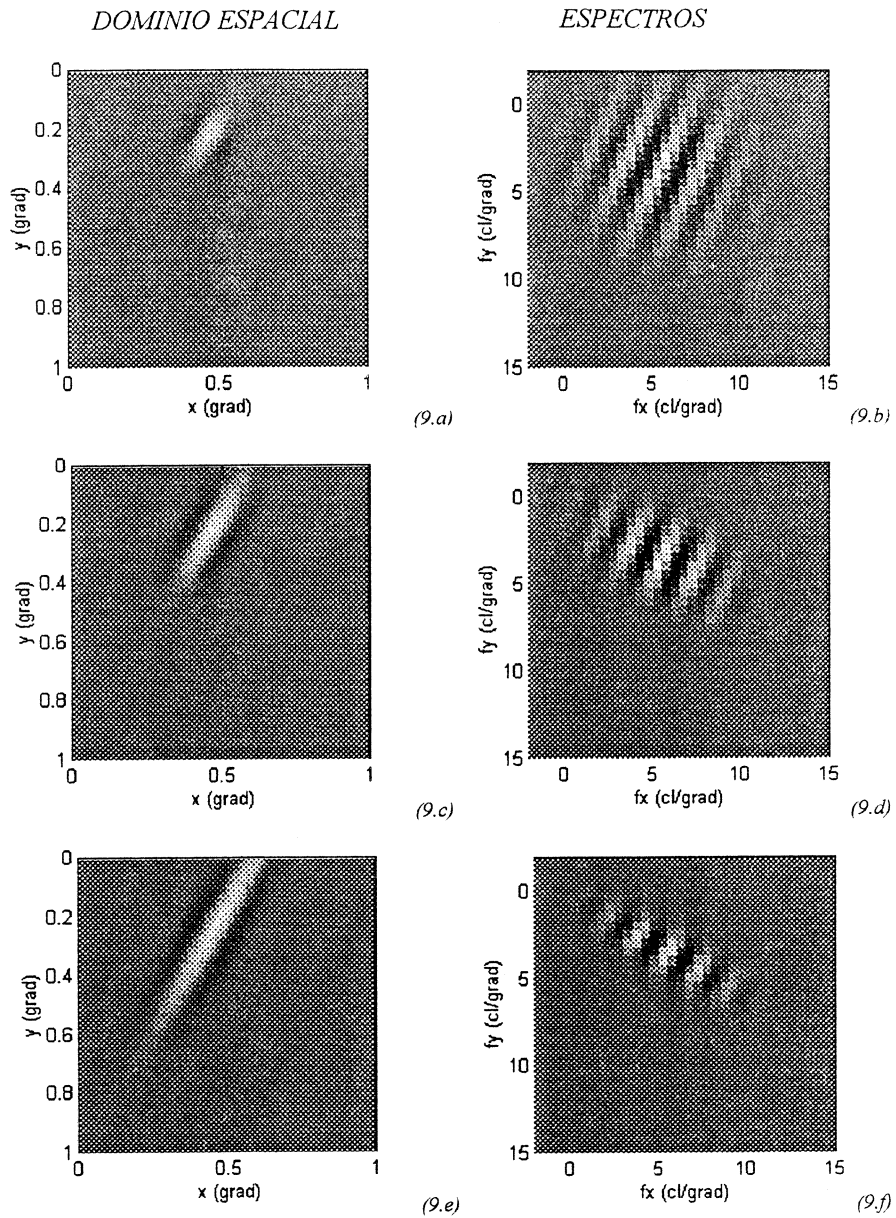 DOMINIO ESPACIAL
ESPECTROS
0
0.2
0.4
0.6
0.8
1
y (grad)
0
0.5
1
x (grad)
(9.a)
0
5
10
15
fy (cl/grad)
0
5
10
15
fx (cl/grad)
(9.b)
0
0.2
0.4
0.6
0.8
1
y (grad)
0
0.5
1
x (grad)
(9.c)
0
5
10
15
fy (cl/grad)
0
5
10
15
fx (cl/grad)
(9.d)
0
0.2
0.4
0.6
0.8
1
y (grad)
0
0.5
1
x (grad)
(9.e)
0
5
10
15
fy (cl/grad)
0
5
10
15
fx (cl/grad)
(9.f)